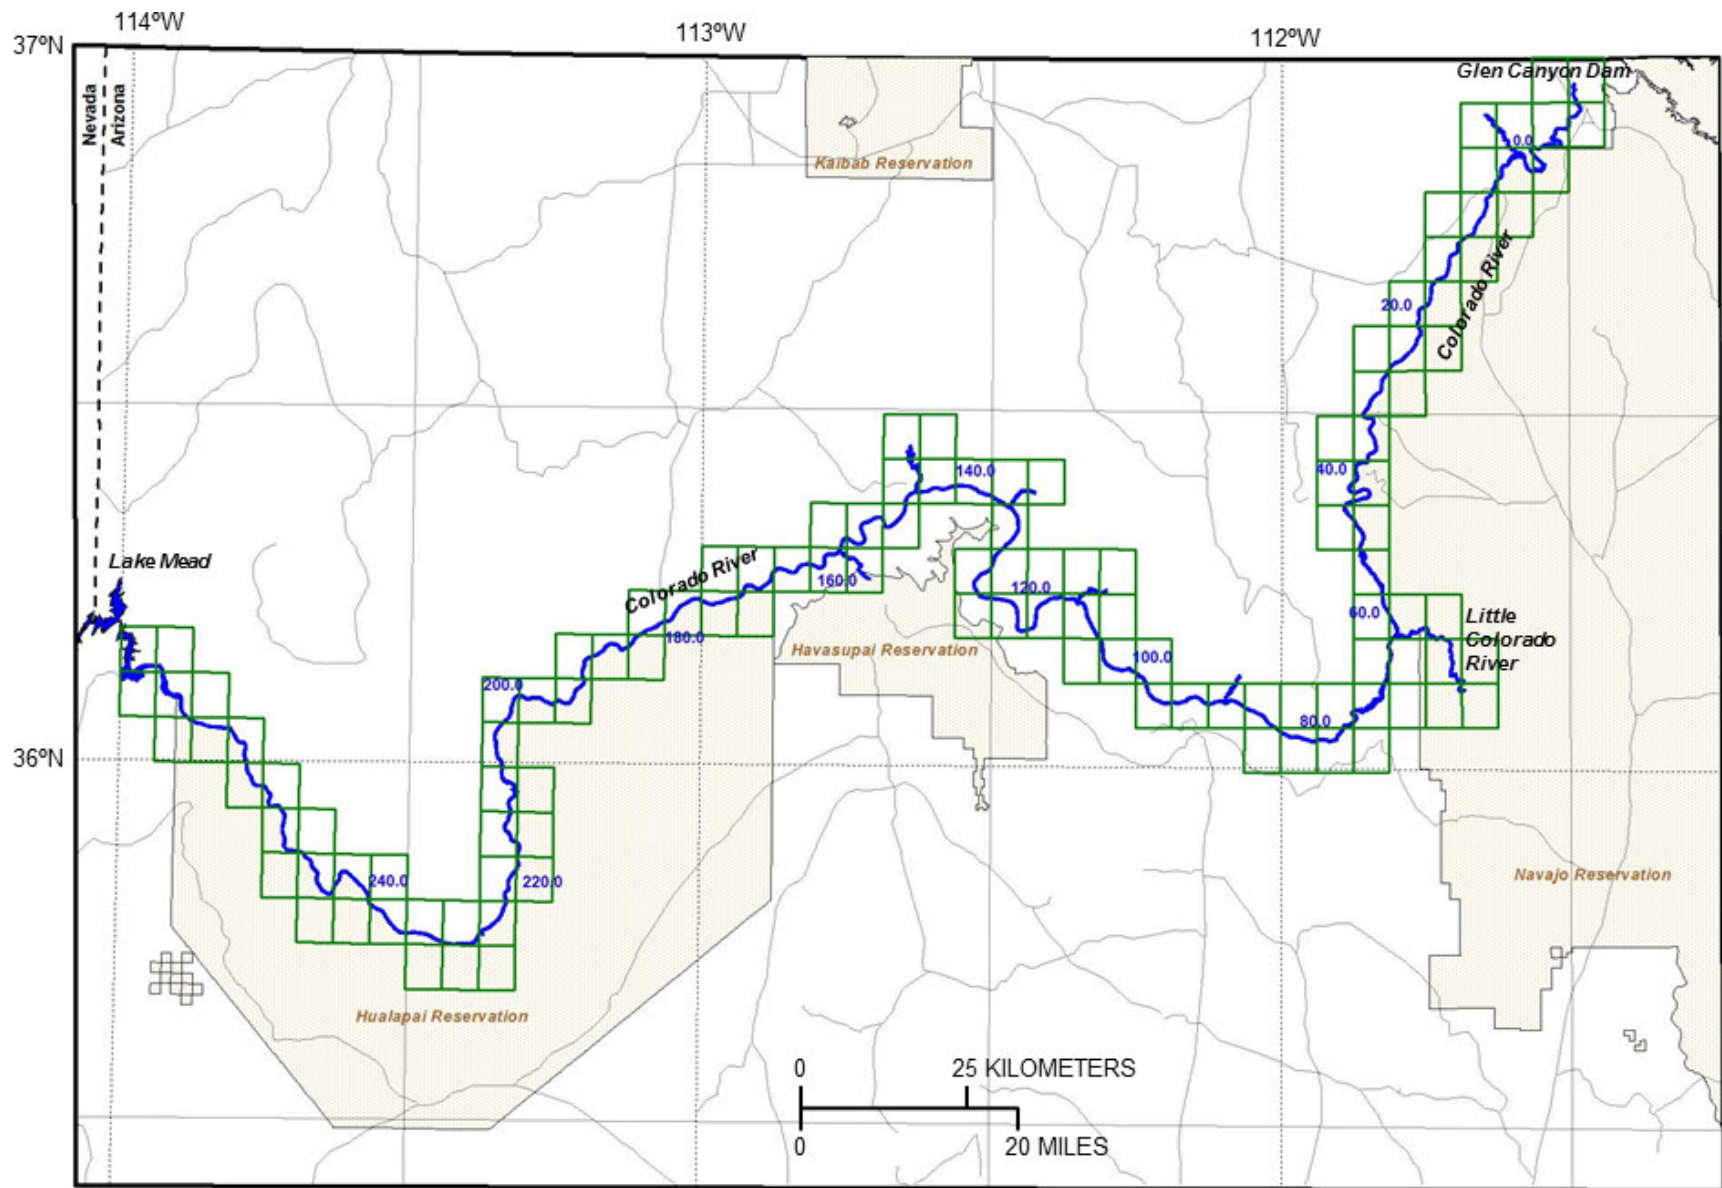 114ºW
113ºW
112ºW
37ºN
Glen Canyon Dam
Nevada
Arizona
0.0
Kaibab Reservation
Colorado River
20.0
40.0
140.0
Lake Mead
Colorado River
160.0
120.0
60.0
Little
Colorado
River
180.0
Havasupai Reservation
100.0
200.0
80.0
36ºN
240.0
220.0
Navajo Reservation
Hualapai Reservation
0
25 KILOMETERS
0
20 MILES